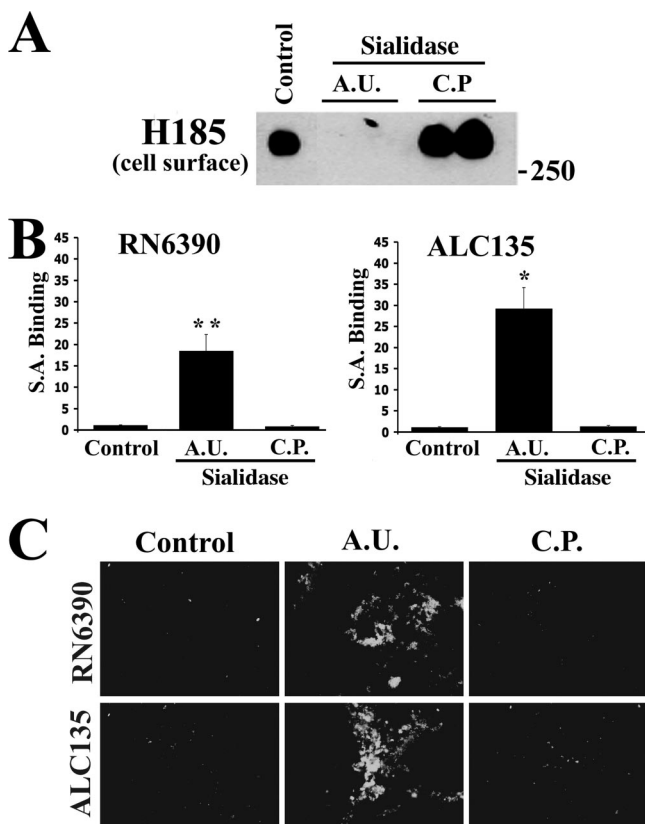 A
Control
Sialidase
A.U.
C.P
H185
(cell surface)
-250
B
RN6390
S.A. Binding
45
40
35
30
25
20
15
10
5
0
**
Control
A.U.
C.P.
Sialidase
ALC135
S.A. Binding
45
40
35
30
25
20
15
10
5
0
*
Control
A.U.
C.P.
Sialidase
C
Control
A.U.
C.P.
RN6390
ALC135